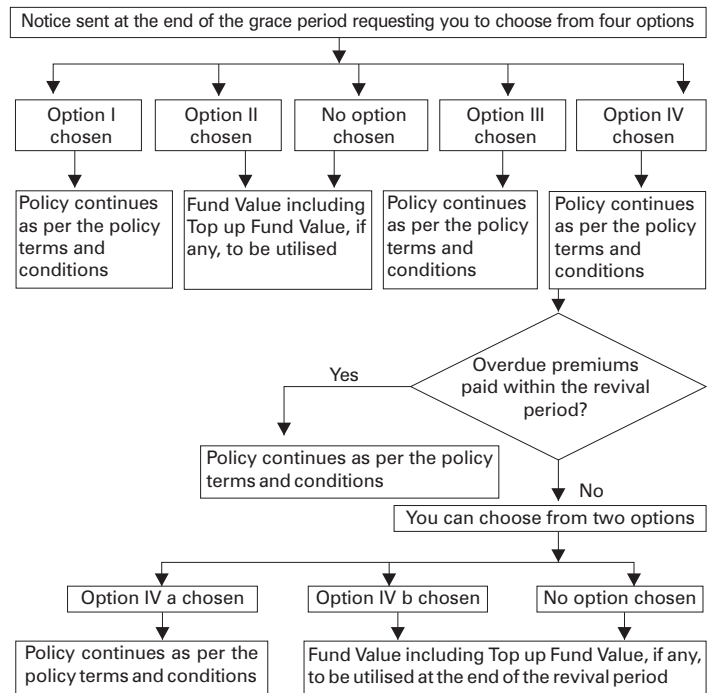 Notice sent at the end of the grace period requesting you to choose from four options
Option I
chosen
Option II
chosen
No option
chosen
Option III
chosen
Option IV
chosen
Policy continues
as per the policy
terms and
conditions
Fund Value including
Top up Fund Value, if
any, to be utilised
Policy continues
as per the policy
terms and
conditions
Policy continues
as per the policy
terms and
conditions
Overdue premiums
paid within the revival
period?
Yes
Policy continues as per the policy
terms and conditions
No
You can choose from two options
Option IV a chosen
Option IV b chosen
No option chosen
Policy continues as per the
policy terms and conditions
Fund Value including Top up Fund Value, if any,
to be utilised at the end of the revival period